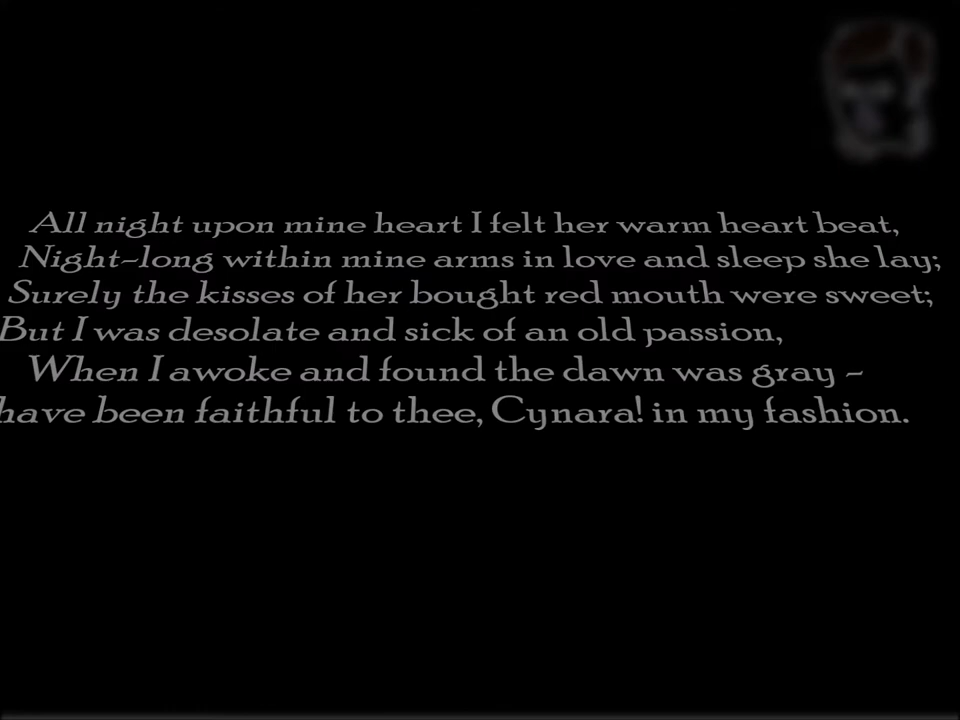 All night upon mine heart I felt her warm heart beat,
Night-long within mine arms in love and sleep she lay;
Surely the kisses of her bought red mouth were sweet;
But I was desolate and sick of an old passion,
When I awoke and found the dawn was gray -
have been faithful to thee, Cynara! in my fashion.